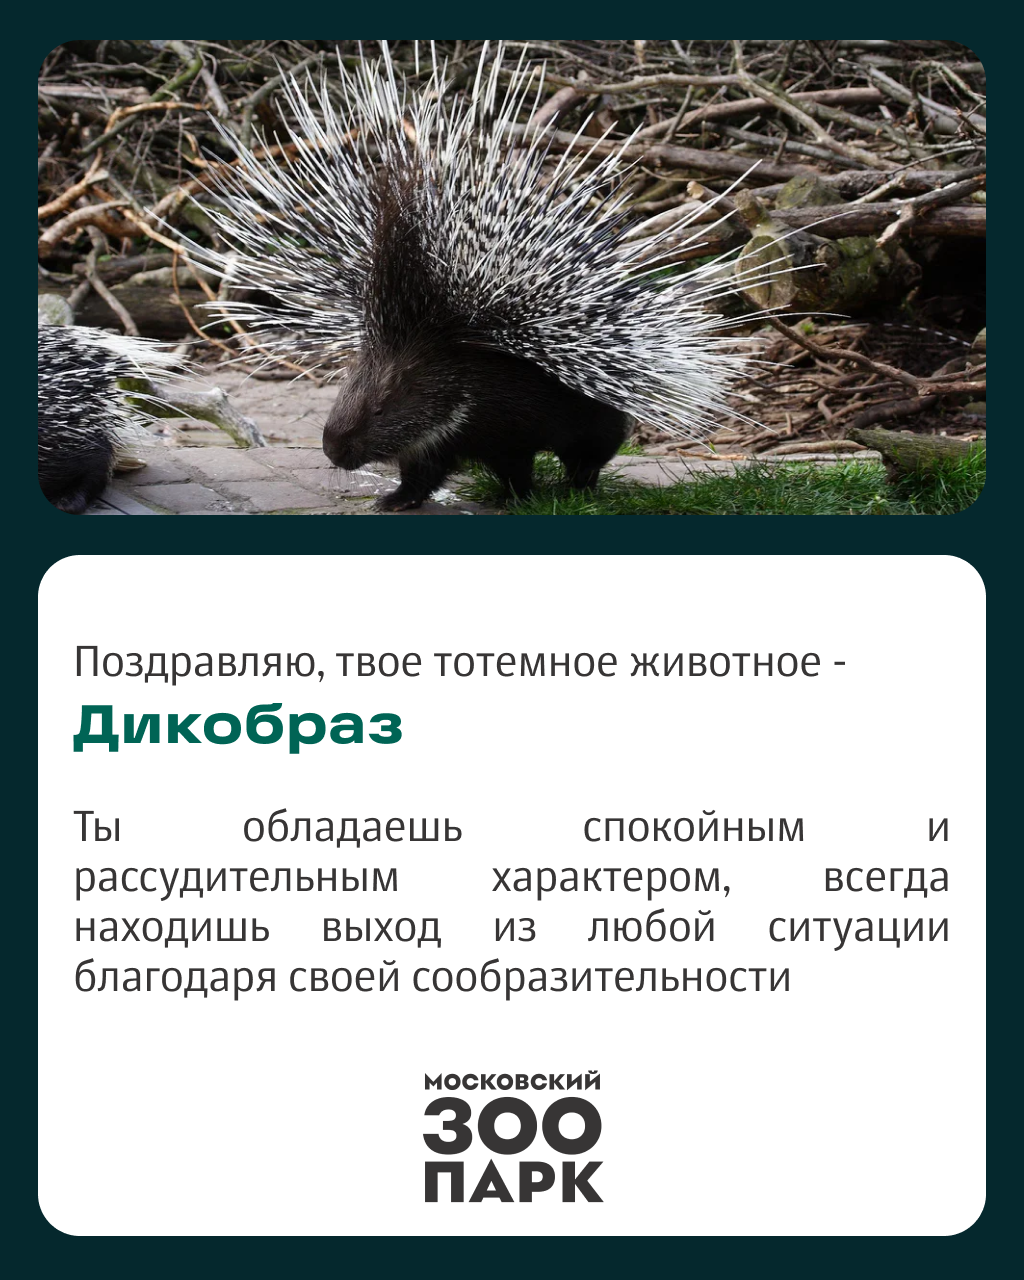 Поздравляю, твое тотемное животное -
Дикобраз
Ты обладаешь спокойным и
рассудительным характером, всегда
находишь выход из любой ситуации
благодаря своей сообразительности
МОСКОВСКИЙ
ЗОО
ПАРК